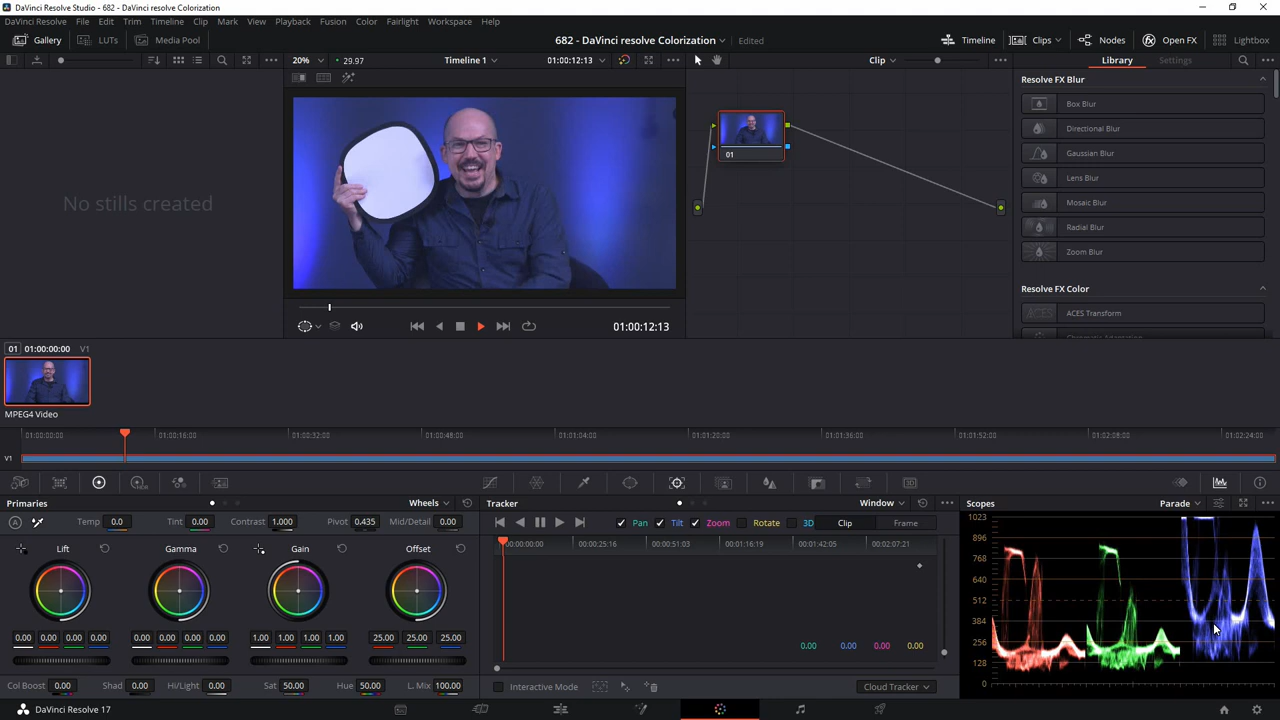 DaVinci Resolve Studio - 682 - DaVinci resolve Colorization
DaVinci Resolve File Edit Trim Timeline Clip Mark View Playback Fusion Color Fairlight Workspace Help
Gallery LUTs Media Pool 682 - DaVinci resolve Colorization Edited Timeline Clips Nodes Open FX Lightbox
20% 29.97 Timeline 1 01:00:12:13 Clip Library Settings
Resolve FX Blur
Box Blur
Directional Blur
Gaussian Blur
Lens Blur
Mosaic Blur
Radial Blur
Zoom Blur
Resolve FX Color
ACES Transform
No stills created
01
01:00:12:13
01 01:00:00:00 V1
MPEG4 Video
01:00:00:00 01:00:16:00 01:00:32:00 01:00:48:00 01:01:04:00 01:01:20:00 01:01:36:00 01:01:52:00 01:02:08:00 01:02:24:00
V1
Primaries Wheels Tracker Window Scopes Parade
A Temp 0.0 Tint 0.00 Contrast 1.000 Pivot 0.435 Mid/Detail 0.00
Pan Tilt Zoom Rotate 3D Clip Frame
Lift Gamma Gain Offset
00:00:00:00 00:00:25:16 00:00:51:03 00:01:16:19 00:01:42:05 00:02:07:21
0.00 0.00 0.00 0.00 0.00 0.00 0.00 0.00 1.00 1.00 1.00 1.00 25.00 25.00 25.00
0.00 0.00 0.00 0.00
Col Boost 0.00 Shad 0.00 Hi/Light 0.00 Sat 50.00 Hue 50.00 L. Mix 100.00
Interactive Mode Cloud Tracker
1023
896
768
640
512
384
256
128
0
DaVinci Resolve 17